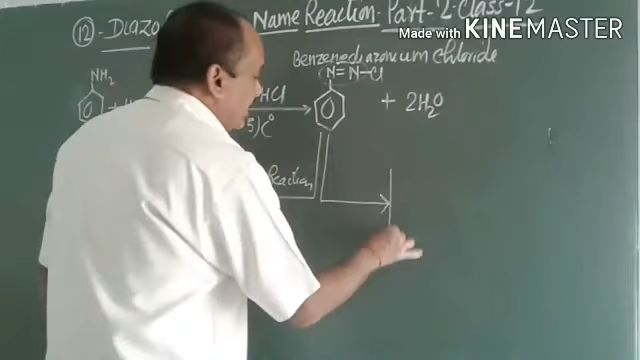 12 - Diazo Name Reaction - Part - 2 - Class - 12
Made with KINEMASTER
Benzenediazonium chloride
NH2 N = N - Cl
+ HCl + 2H2O
5)c°
Reaction